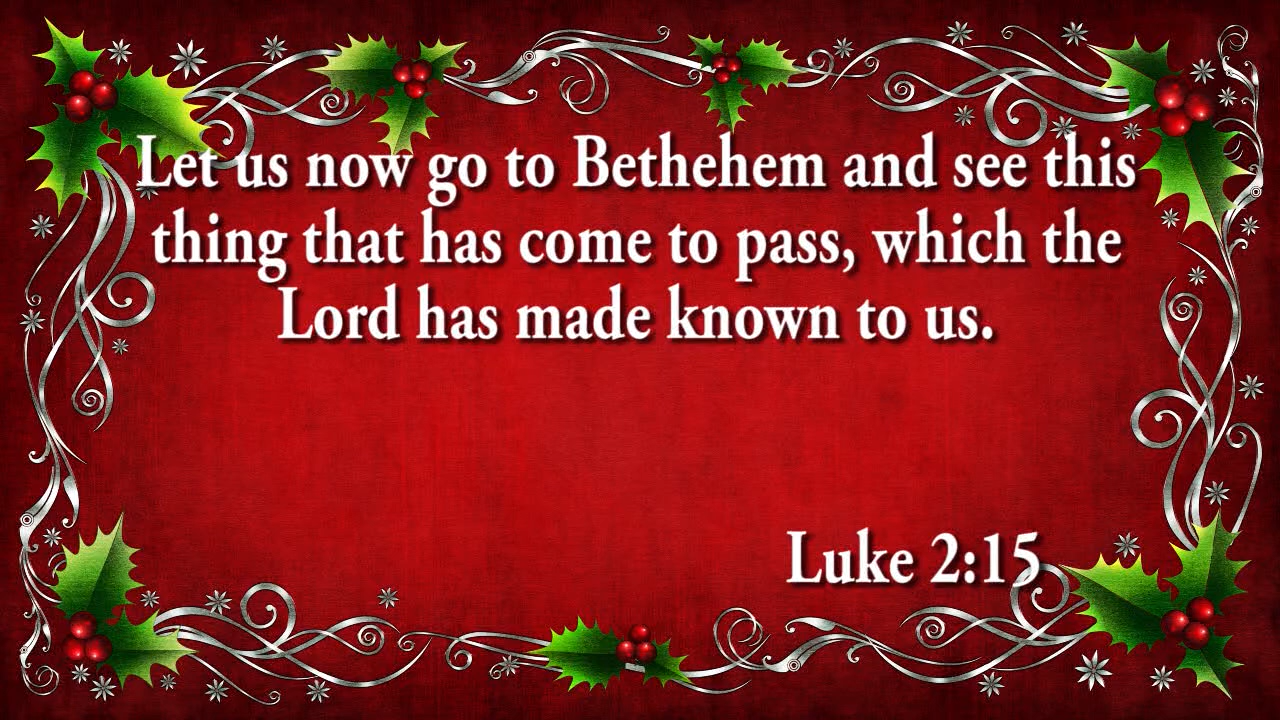 Let us now go to Bethehem and see this
thing that has come to pass, which the
Lord has made known to us.
Luke 2:15